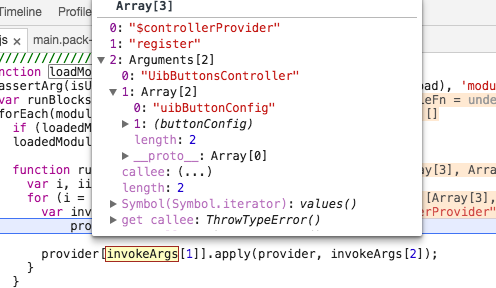 Timeline
Profile
Array[3]
js ×
main.pack-
0: "$controllerProvider"
1: "register"
▼ 2: Arguments[2]
0: "UibButtonsController"
▼ 1: Array[2]
0: "uibButtonConfig"
▶ 1: (buttonConfig)
length: 2
▶ __proto__: Array[0]
callee: (...)
length: 2
▶ Symbol(Symbol.iterator): values()
▶ get callee: ThrowTypeError()
////////////////
nction loadMo
assertArg(isU oad), 'modu
var runBlocks leFn = unde
forEach(modul []
if (loadedM
loadedModul
function ru ay[3], Arra
var i, ii
for (i = [Array[3],
var inv erProvider"
pro
provider[invokeArgs[1]].apply(provider, invokeArgs[2]);
}
}